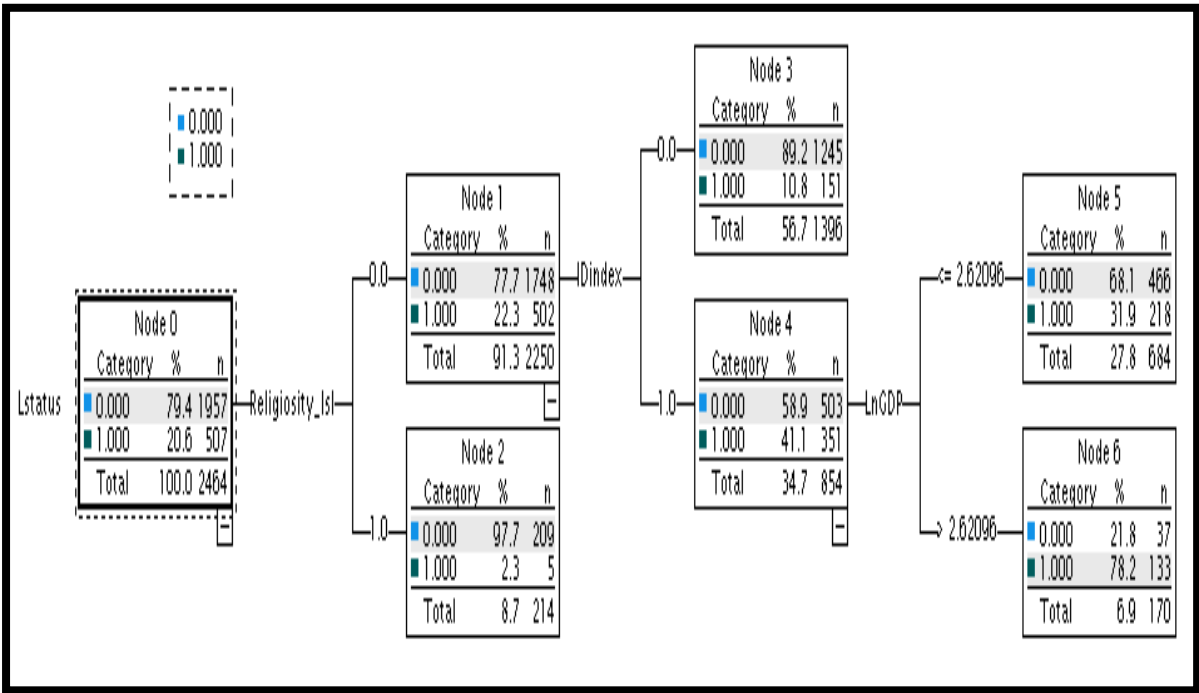 0.000
1.000
Lstatus
Node 0
Category % n
0.000 79.4 1957
1.000 20.6 507
Total 100.0 2464
Religiosity_Isl
0.0
Node 1
Category % n
0.000 77.7 1748
1.000 22.3 502
Total 91.3 2250
1.0
Node 2
Category % n
0.000 97.7 209
1.000 2.3 5
Total 8.7 214
IDindex
0.0
Node 3
Category % n
0.000 89.2 1245
1.000 10.8 151
Total 56.7 1396
1.0
Node 4
Category % n
0.000 58.9 503
1.000 41.1 351
Total 34.7 854
LnGDP
<= 2.62096
Node 5
Category % n
0.000 68.1 466
1.000 31.9 218
Total 27.8 684
> 2.62096
Node 6
Category % n
0.000 21.8 37
1.000 78.2 133
Total 6.9 170